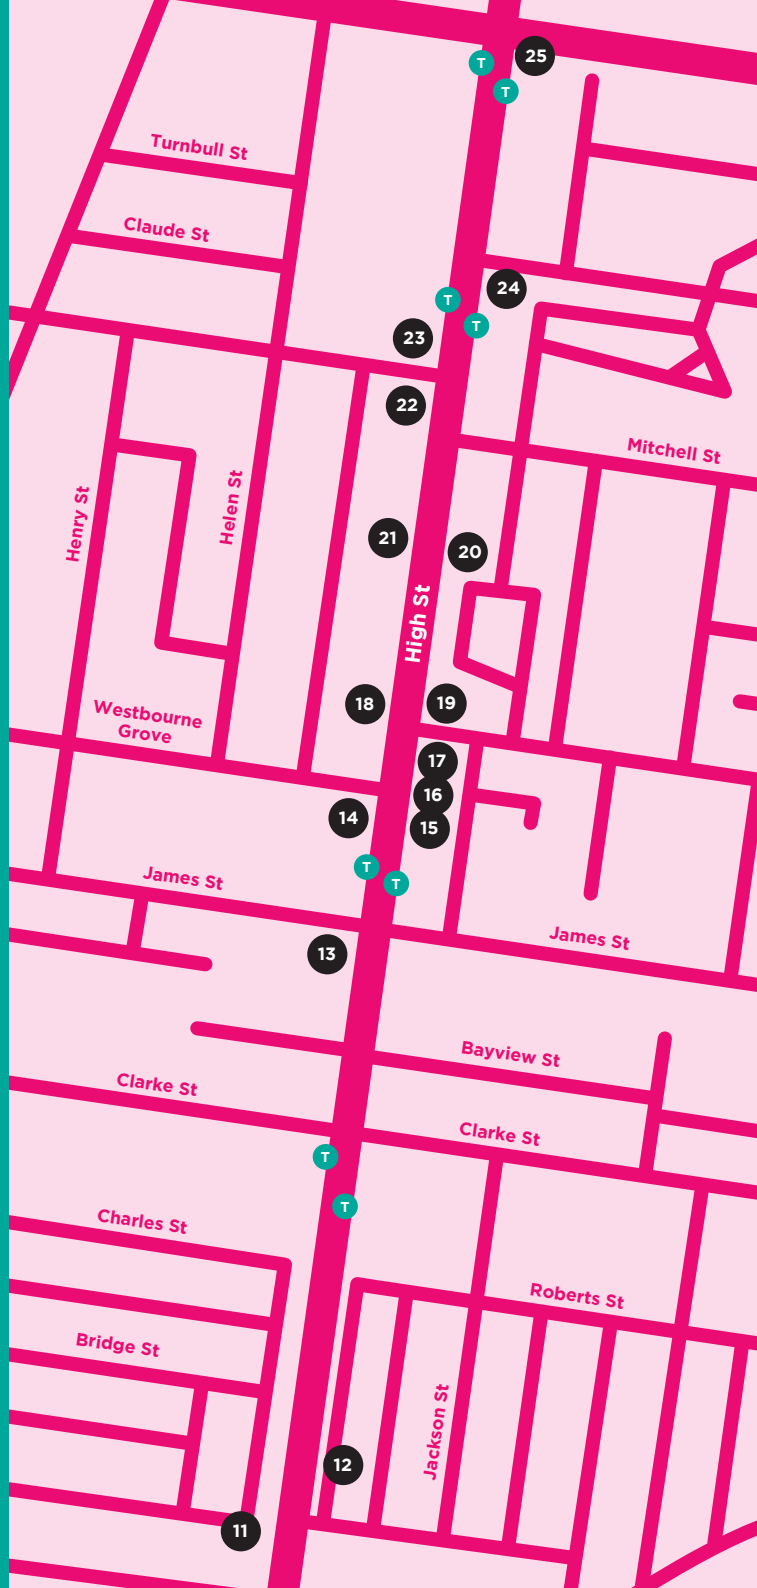 25
T
T
Turnbull St
Claude St
24
T
T
23
22
Mitchell St
Henry St
Helen St
21
20
High St
18
19
Westbourne
Grove
17
16
15
14
T
T
James St
James St
13
Bayview St
Clarke St
Clarke St
T
T
Charles St
Roberts St
Bridge St
Jackson St
12
11